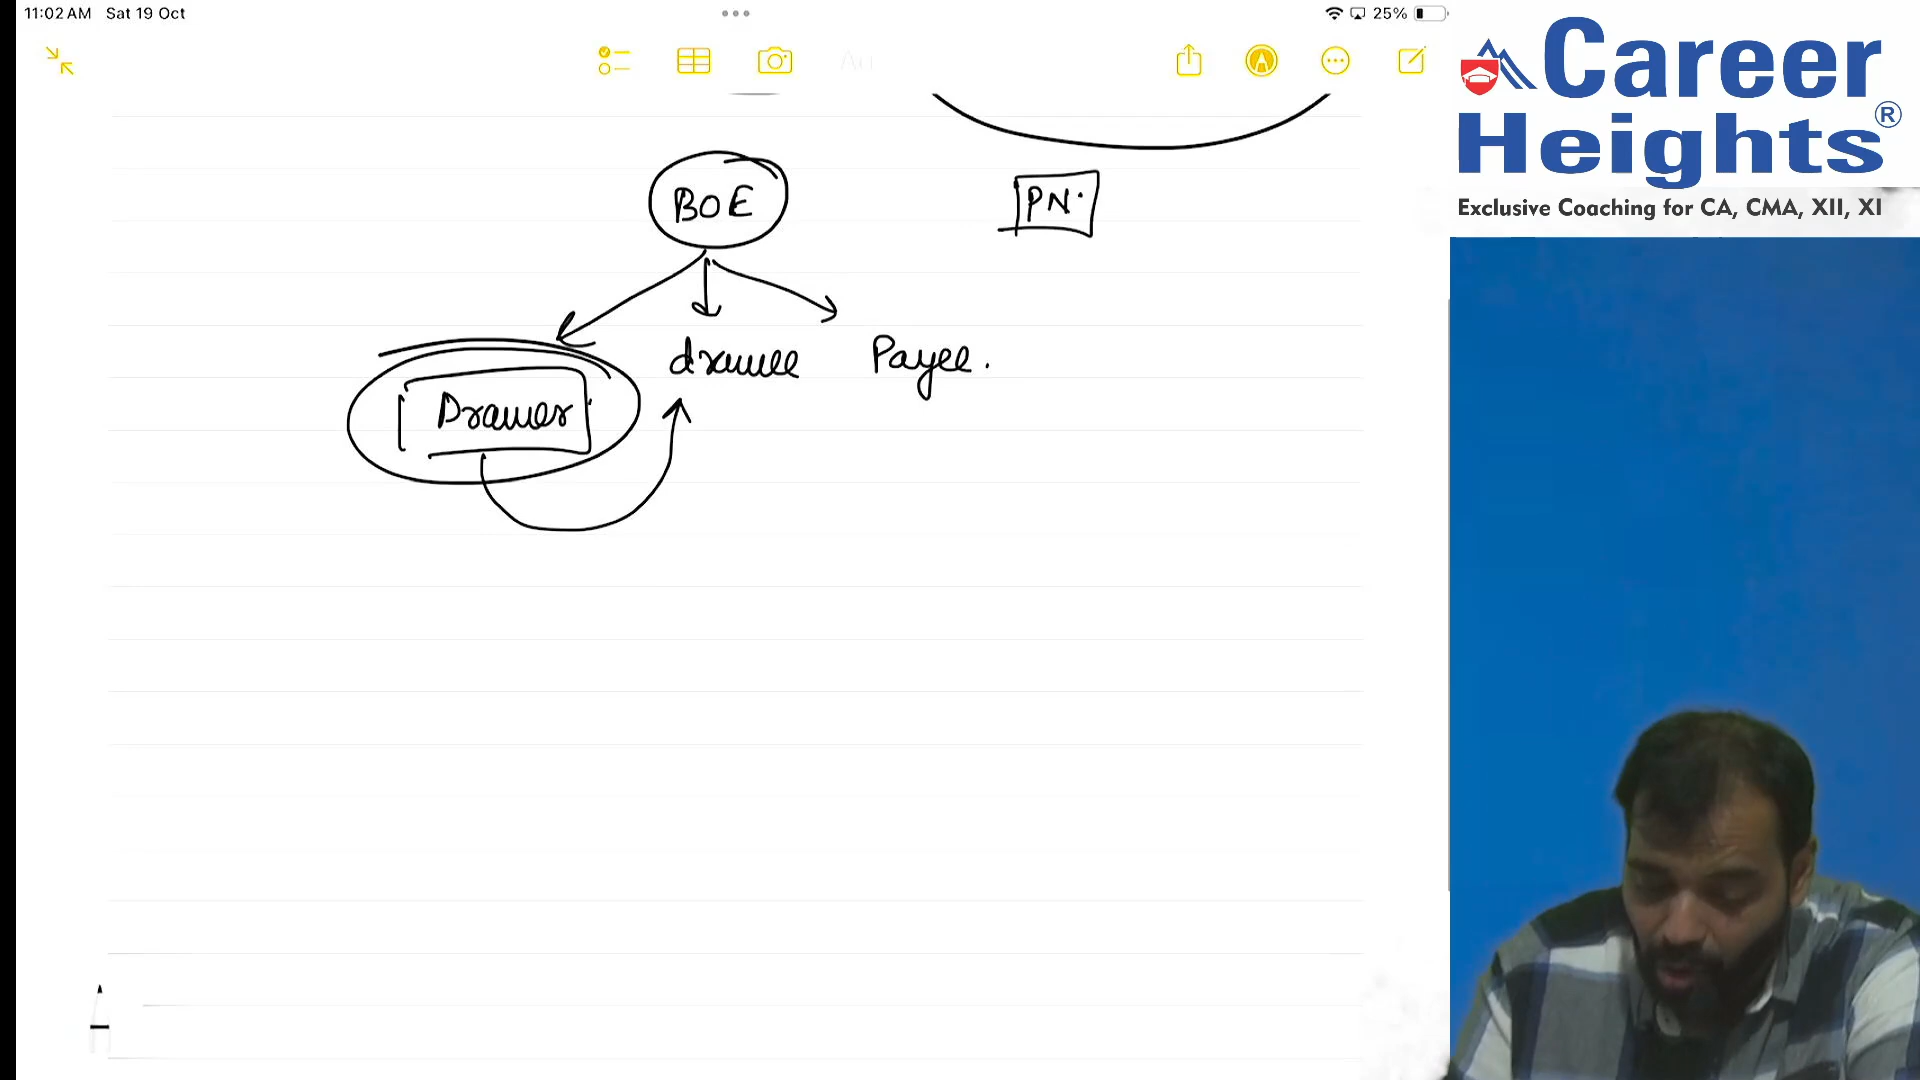 11:02 AM Sat 19 Oct
25%
Career
Heights®
Exclusive Coaching for CA, CMA, XII, XI
BOE
PN.
drawee Payee.
Drawer